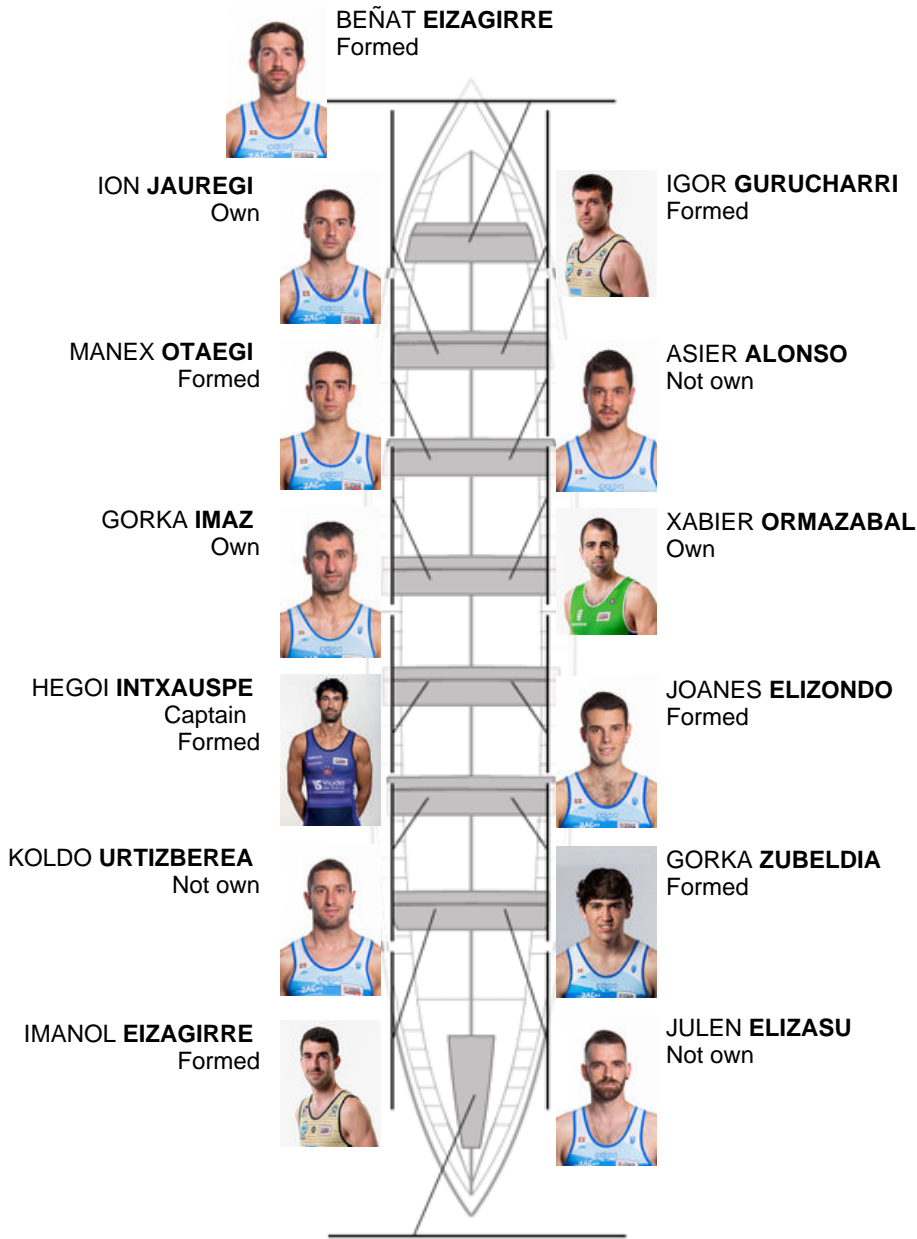 BEÑAT EIZAGIRRE
Formed
ION JAUREGI
Own
IGOR GURUCHARRI
Formed
MANEX OTAEGI
Formed
ASIER ALONSO
Not own
GORKA IMAZ
Own
XABIER ORMAZABAL
Own
HEGOI INTXAUSPE
Captain
Formed
JOANES ELIZONDO
Formed
KOLDO URTIZBEREA
Not own
GORKA ZUBELDIA
Formed
IMANOL EIZAGIRRE
Formed
JULEN ELIZASU
Not own